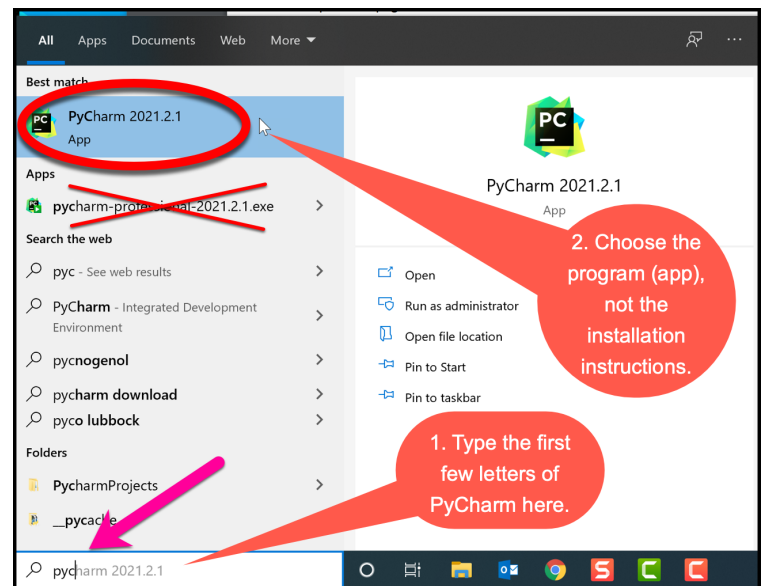 All Apps Documents Web More
Best match
PC
PyCharm 2021.2.1
App
Apps
pycharm-professional-2021.2.1.exe
Search the web
pyc - See web results
PyCharm - Integrated Development
Environment
pycnogenol
pycharm download
pyco lubbock
Folders
PycharmProjects
__pycache
pycharm 2021.2.1
PC
PyCharm 2021.2.1
App
Open
Run as administrator
Open file location
Pin to Start
Pin to taskbar
2. Choose the
program (app),
not the
installation
instructions.
1. Type the first
few letters of
PyCharm here.